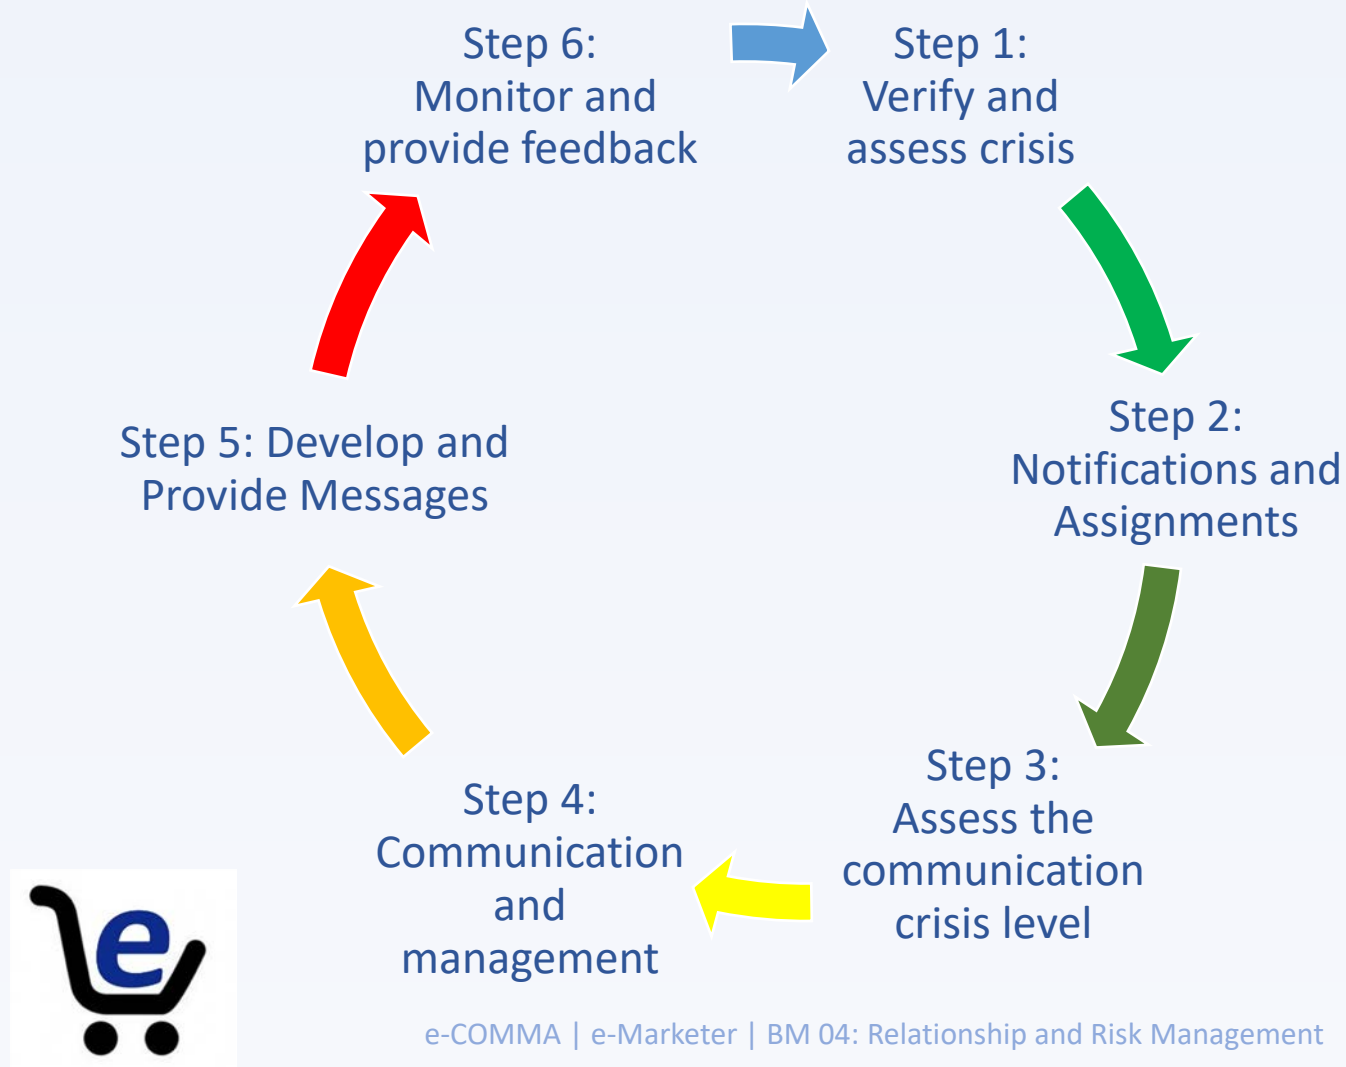 Step 6:
Monitor and
provide feedback
Step 1:
Verify and
assess crisis
Step 2:
Notifications and
Assignments
Step 3:
Assess the
communication
crisis level
Step 4:
Communication
and
management
Step 5: Develop and
Provide Messages
e
e-COMMA | e-Marketer | BM 04: Relationship and Risk Management